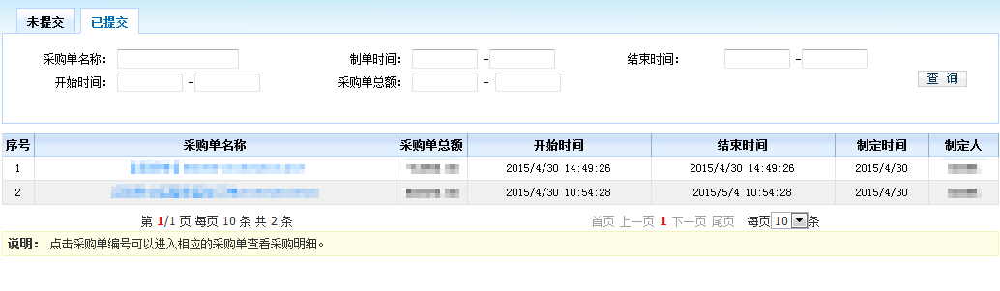 未提交 已提交
采购单名称： 制单时间： - 结束时间： -
开始时间： - 采购单总额： - 查 询
序号 采购单名称 采购单总额 开始时间 结束时间 制定时间 制定人
1 2015/4/30 14:49:26 2015/4/30 14:49:26 2015/4/30
2 2015/4/30 10:54:28 2015/5/4 10:54:28 2015/4/30
第 1/1 页 每页 10 条 共 2 条 首页 上一页 1 下一页 尾页 每页 10 条
说明： 点击采购单编号可以进入相应的采购单查看采购明细。